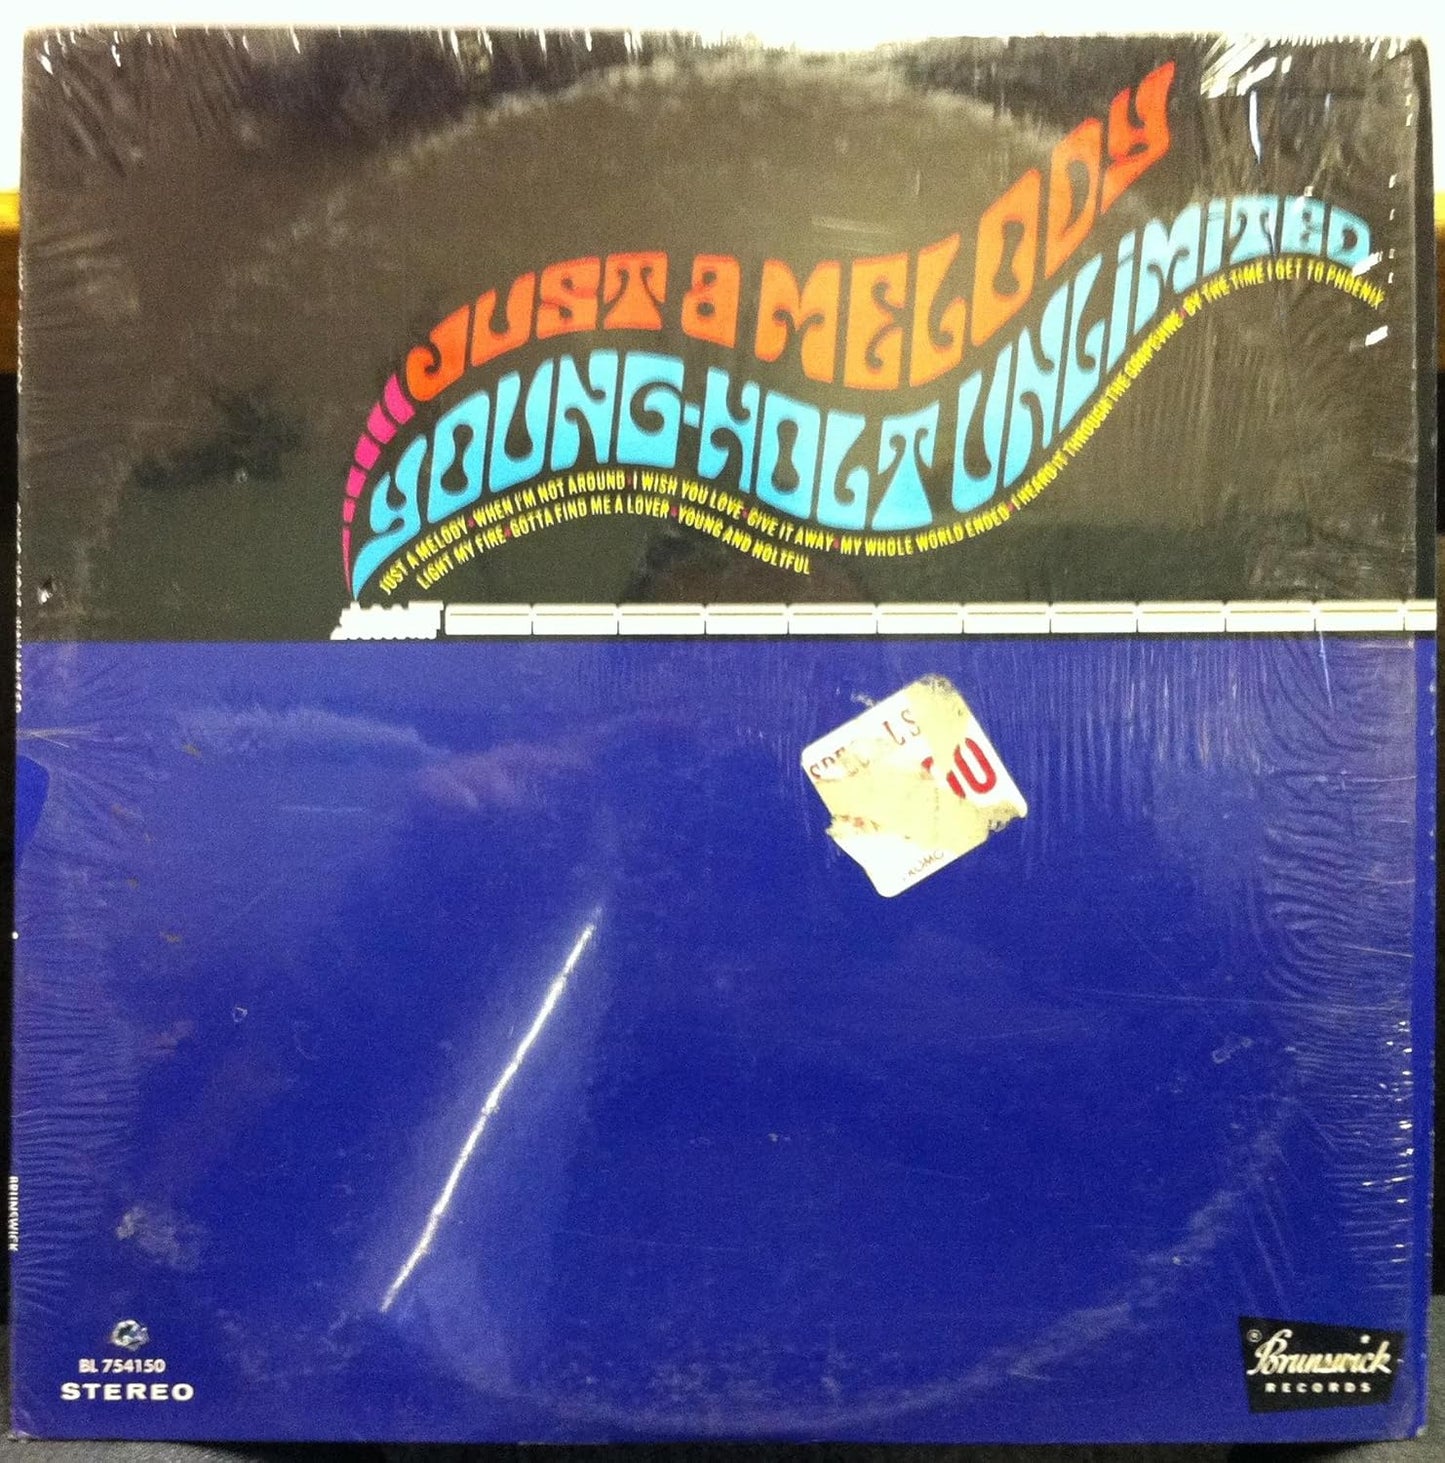 JUST a MELODY
YOUNG-HOLT UNLiMiTED
JUST A MELODY • WHEN I'M NOT AROUND • I WISH YOU LOVE • GIVE IT AWAY • MY WHOLE WORLD ENDED • I HEARD IT THROUGH THE GRAPEVINE • BY THE TIME I GET TO PHOENIX
LIGHT MY FIRE • GOTTA FIND ME A LOVER • YOUNG AND HOLTFUL
BRUNSWICK
BL 754150
STEREO
® Brunswick
RECORDS